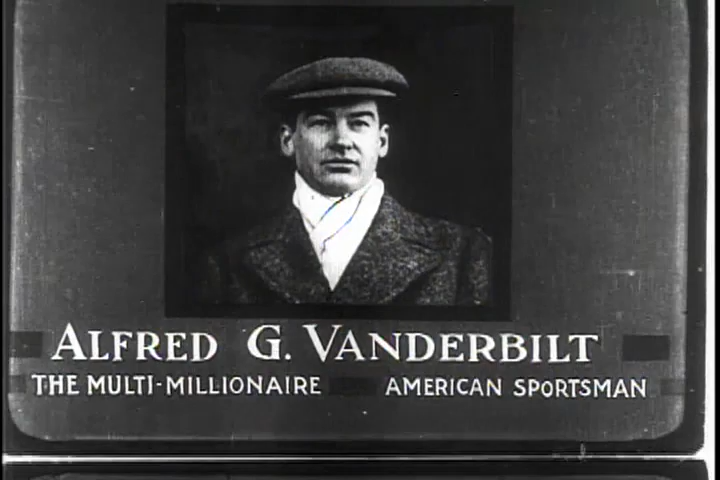 ALFRED G. VANDERBILT
THE MULTI-MILLIONAIRE AMERICAN SPORTSMAN